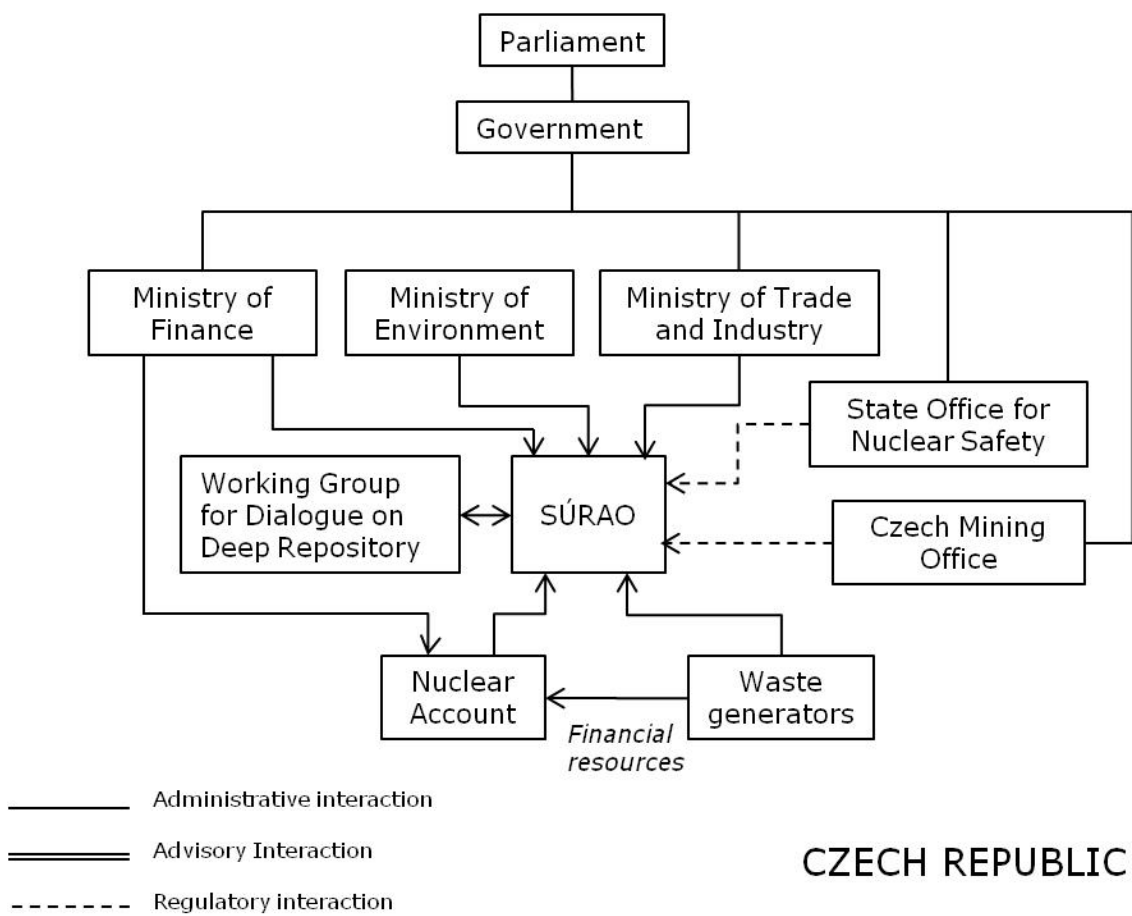 Parliament
Government
Ministry of
Finance
Ministry of
Environment
Ministry of Trade
and Industry
State Office for
Nuclear Safety
Working Group
for Dialogue on
Deep Repository
SÚRAO
Czech Mining
Office
Nuclear
Account
Waste
generators
Financial
resources
Administrative interaction
Advisory Interaction
Regulatory interaction
CZECH REPUBLIC